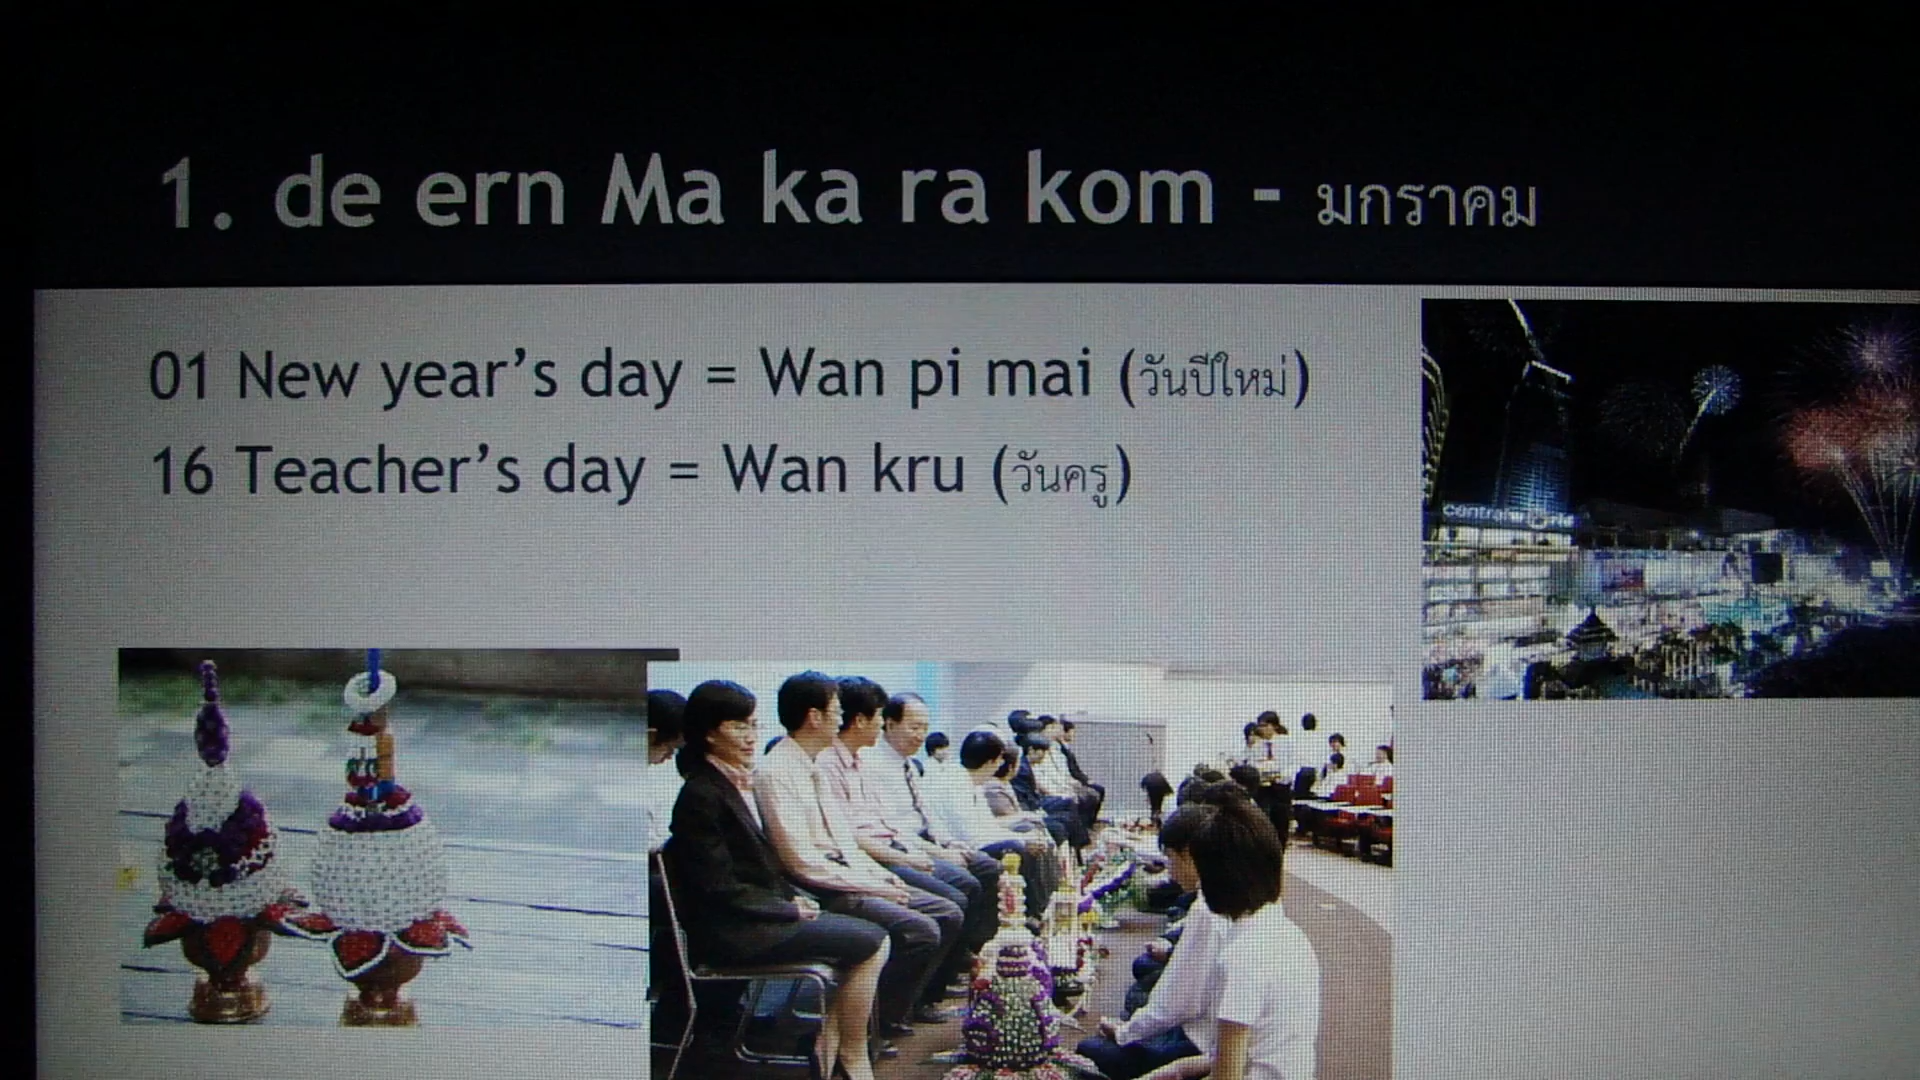 1. de ern Ma ka ra kom - มกราคม
01 New year’s day = Wan pi mai (วันปีใหม่)
16 Teacher’s day = Wan kru (วันครู)
centralwOrld